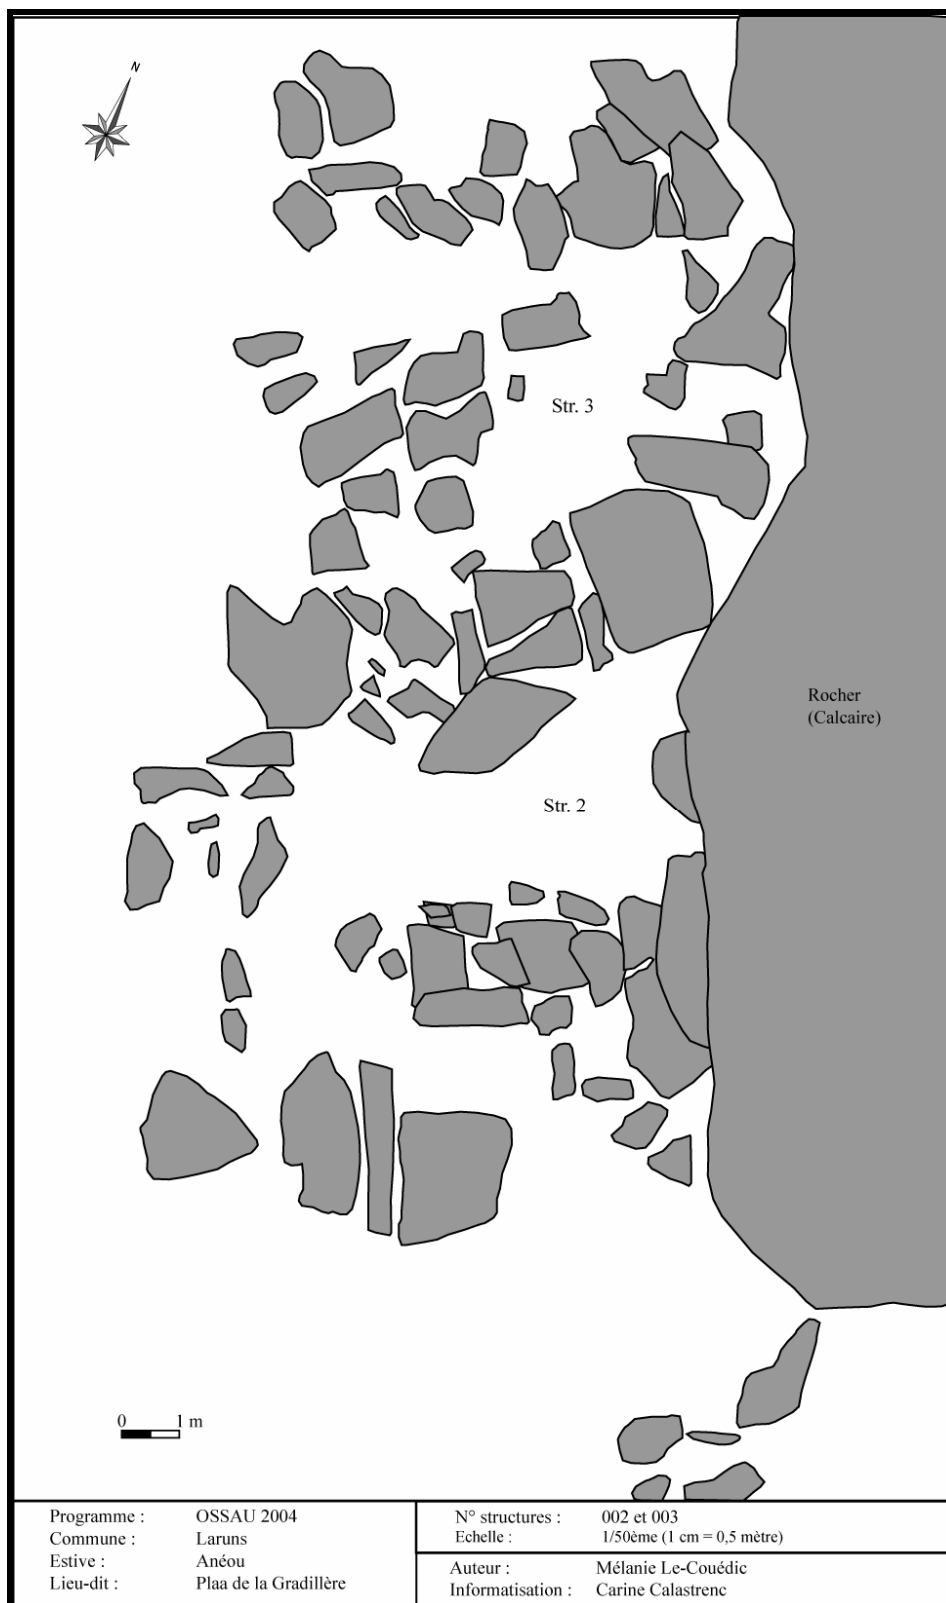 N
Str. 3
Rocher
(Calcaire)
Str. 2
0 1 m
Programme : OSSAU 2004
Commune : Laruns
Estive : Anéou
Lieu-dit : Plaa de la Gradillère
N° structures : 002 et 003
Echelle : 1/50ème (1 cm = 0,5 mètre)
Auteur : Mélanie Le-Couédic
Informatisation : Carine Calastrenc